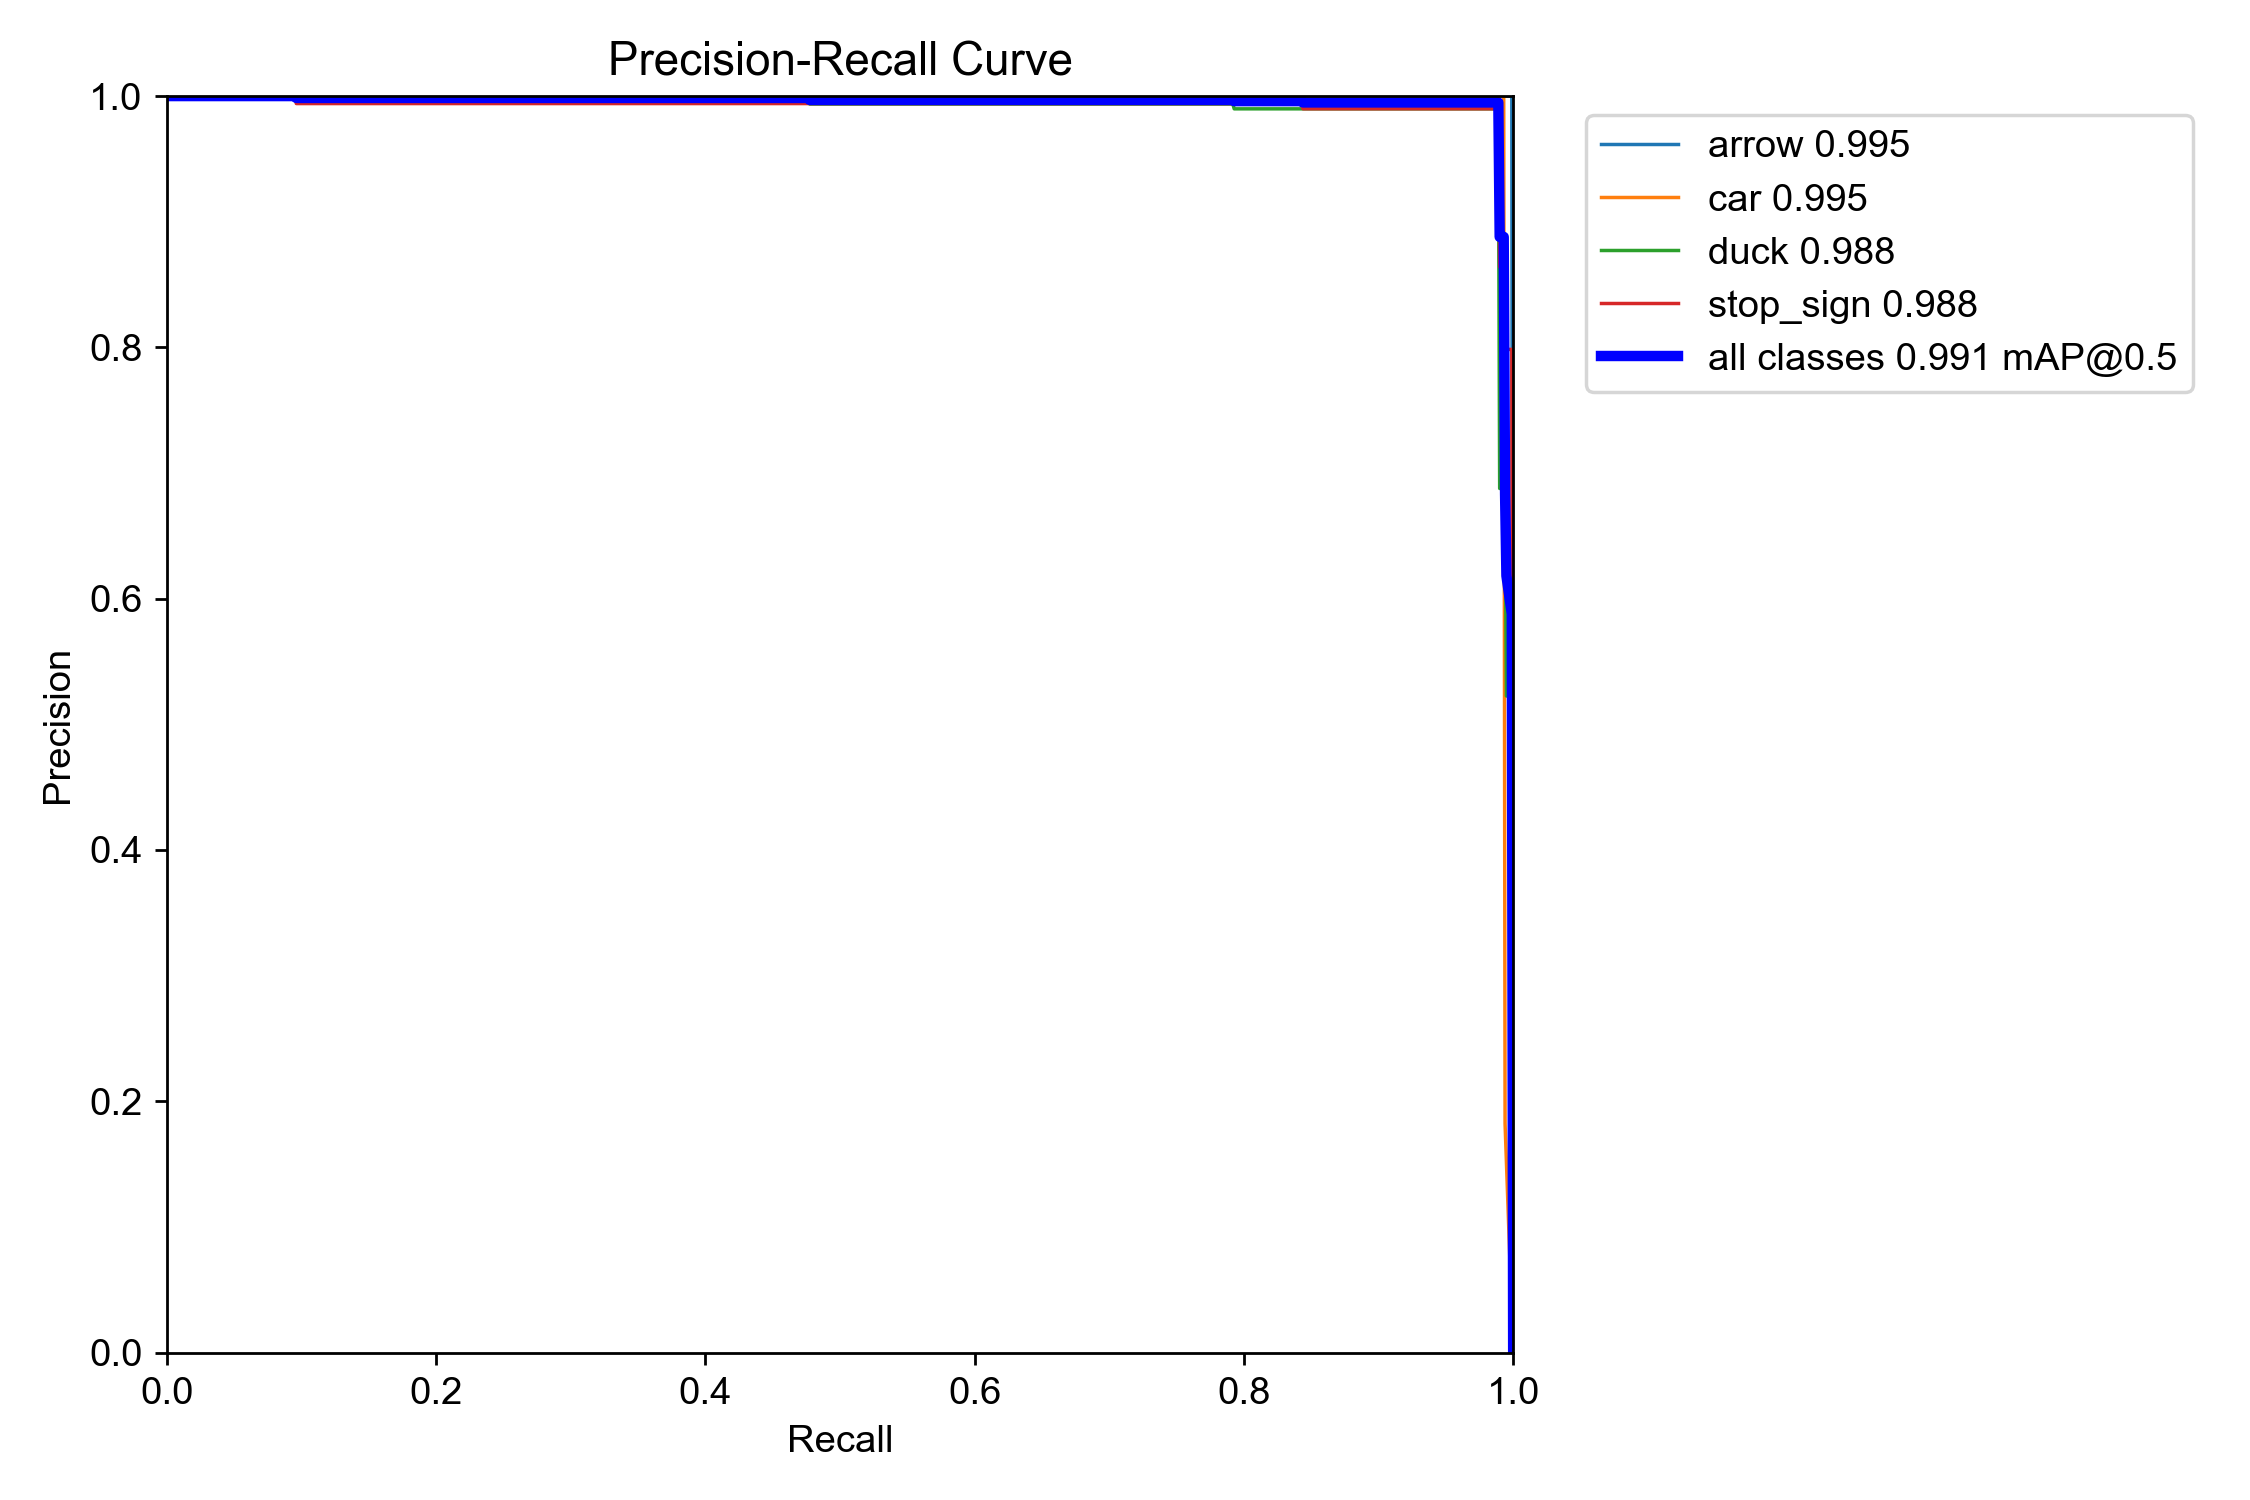 Precision-Recall Curve
1.0
0.8
0.6
0.4
0.2
0.0
Precision
0.0 0.2 0.4 0.6 0.8 1.0
Recall
arrow 0.995
car 0.995
duck 0.988
stop_sign 0.988
all classes 0.991 mAP@0.5